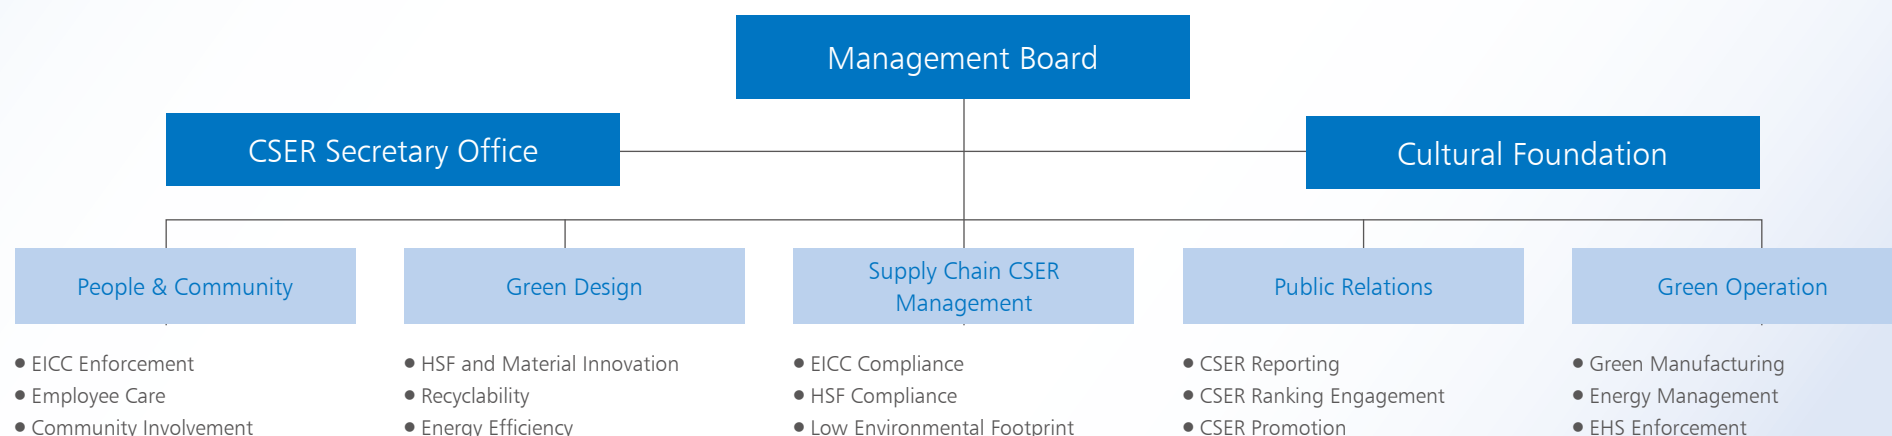 Management Board
CSER Secretary Office
Cultural Foundation
People & Community
Green Design
Supply Chain CSER
Management
Public Relations
Green Operation
• EICC Enforcement
• Employee Care
• Community Involvement
• HSF and Material Innovation
• Recyclability
• Energy Efficiency
• EICC Compliance
• HSF Compliance
• Low Environmental Footprint
• CSER Reporting
• CSER Ranking Engagement
• CSER Promotion
• Green Manufacturing
• Energy Management
• EHS Enforcement